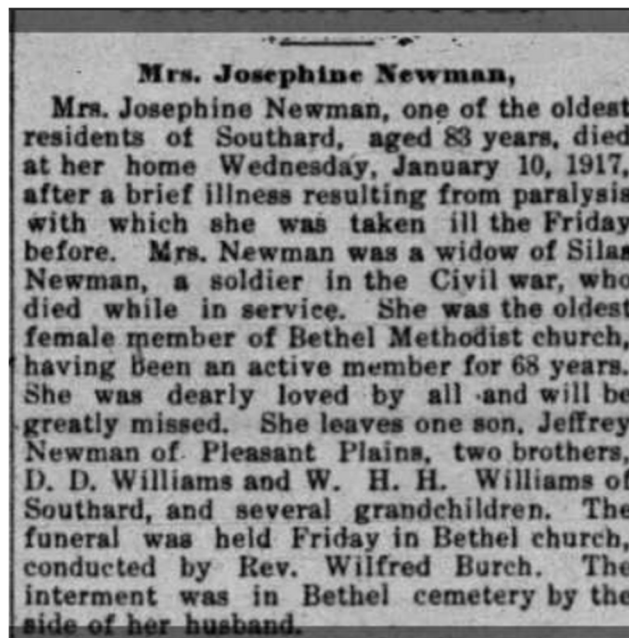 Mrs. Josephine Newman,
Mrs. Josephine Newman, one of the oldest
residents of Southard, aged 83 years, died
at her home Wednesday, January 10, 1917,
after a brief illness resulting from paralysis
with which she was taken ill the Friday
before. Mrs. Newman was a widow of Silas
Newman, a soldier in the Civil war, who
died while in service. She was the oldest
female member of Bethel Methodist church,
having been an active member for 68 years.
She was dearly loved by all and will be
greatly missed. She leaves one son, Jeffrey
Newman of Pleasant Plains, two brothers,
D. D. Williams and W. H. H. Williams of
Southard, and several grandchildren. The
funeral was held Friday in Bethel church,
conducted by Rev. Wilfred Burch. The
interment was in Bethel cemetery by the
side of her husband.